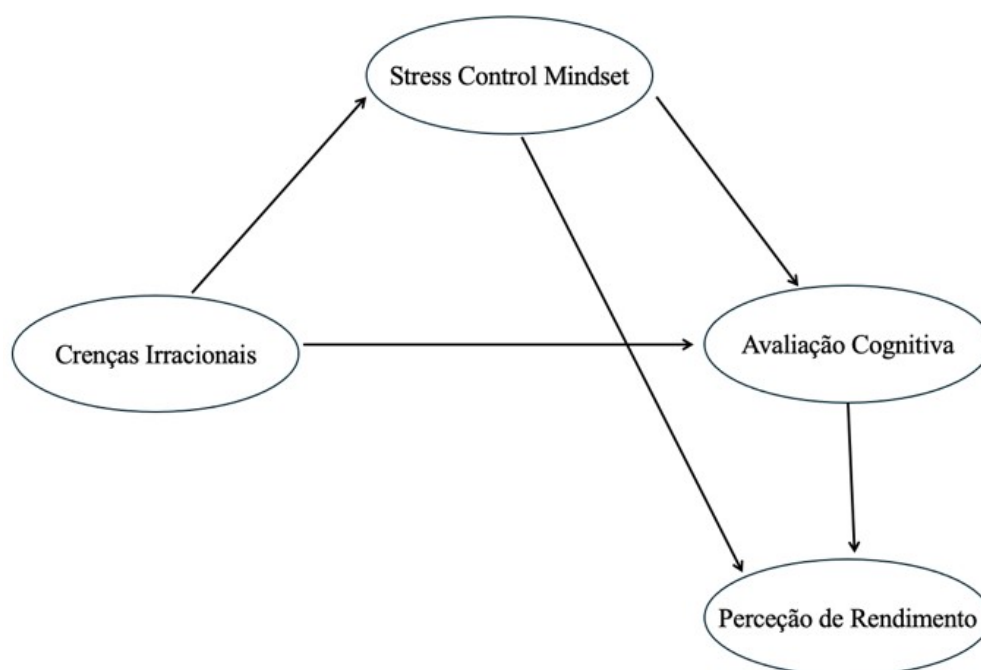 Stress Control Mindset
Crenças Irracionais
Avaliação Cognitiva
Perceção de Rendimento